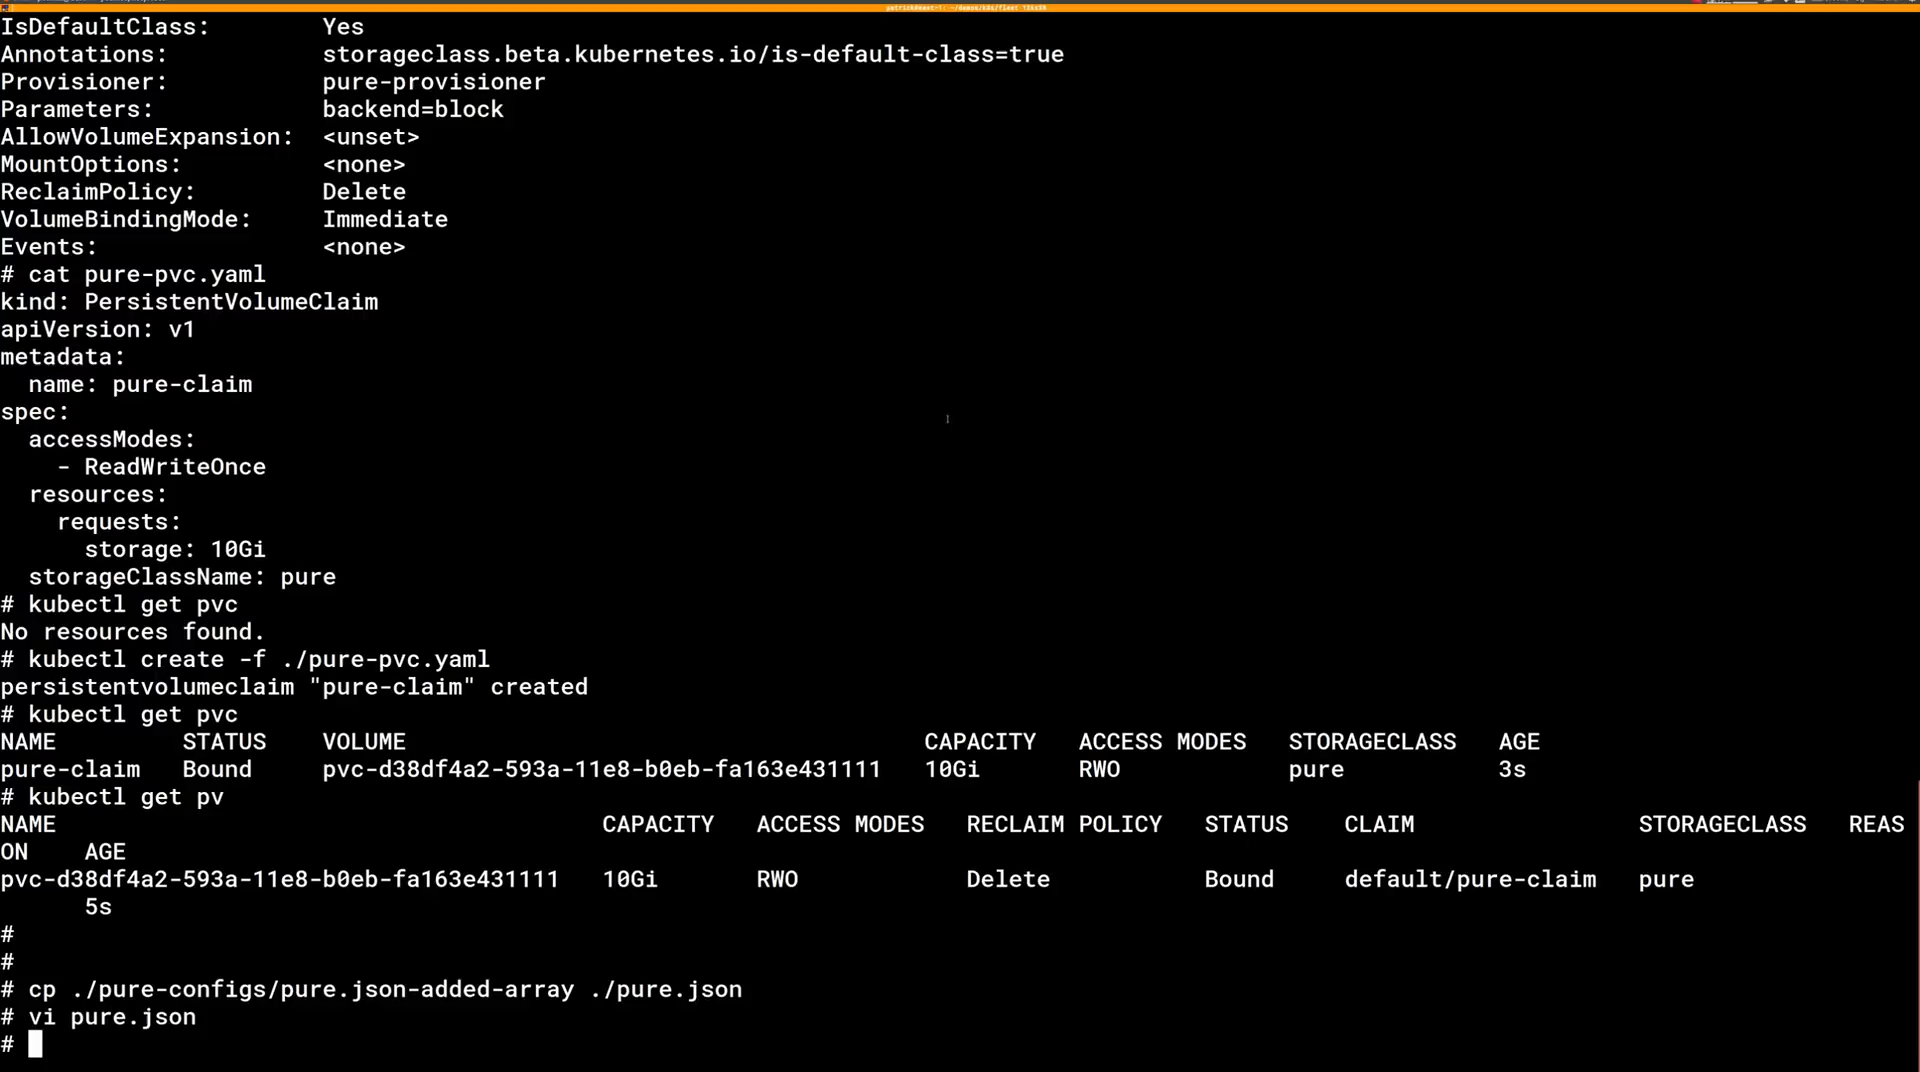 IsDefaultClass:        Yes
Annotations:           storageclass.beta.kubernetes.io/is-default-class=true
Provisioner:           pure-provisioner
Parameters:            backend=block
AllowVolumeExpansion:  <unset>
MountOptions:          <none>
ReclaimPolicy:         Delete
VolumeBindingMode:     Immediate
Events:                <none>
# cat pure-pvc.yaml
kind: PersistentVolumeClaim
apiVersion: v1
metadata:
  name: pure-claim
spec:
  accessModes:
    - ReadWriteOnce
  resources:
    requests:
      storage: 10Gi
  storageClassName: pure
# kubectl get pvc
No resources found.
# kubectl create -f ./pure-pvc.yaml
persistentvolumeclaim "pure-claim" created
# kubectl get pvc
NAME         STATUS    VOLUME                                     CAPACITY   ACCESS MODES   STORAGECLASS   AGE
pure-claim   Bound     pvc-d38df4a2-593a-11e8-b0eb-fa163e431111   10Gi       RWO            pure           3s
# kubectl get pv
NAME                                       CAPACITY   ACCESS MODES   RECLAIM POLICY   STATUS    CLAIM                STORAGECLASS   REAS
ON    AGE
pvc-d38df4a2-593a-11e8-b0eb-fa163e431111   10Gi       RWO            Delete           Bound     default/pure-claim   pure
      5s
#
#
# cp ./pure-configs/pure.json-added-array ./pure.json
# vi pure.json
#